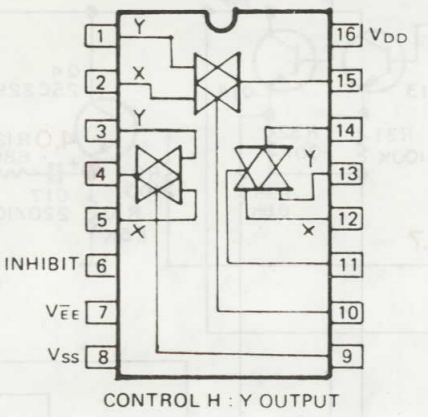 1 Y 16 VDD
2 X 15
3 Y 14
4 Y 13
5 X X 12
INHIBIT 6 11
VEE 7 10
VSS 8 9
CONTROL H : Y OUTPUT